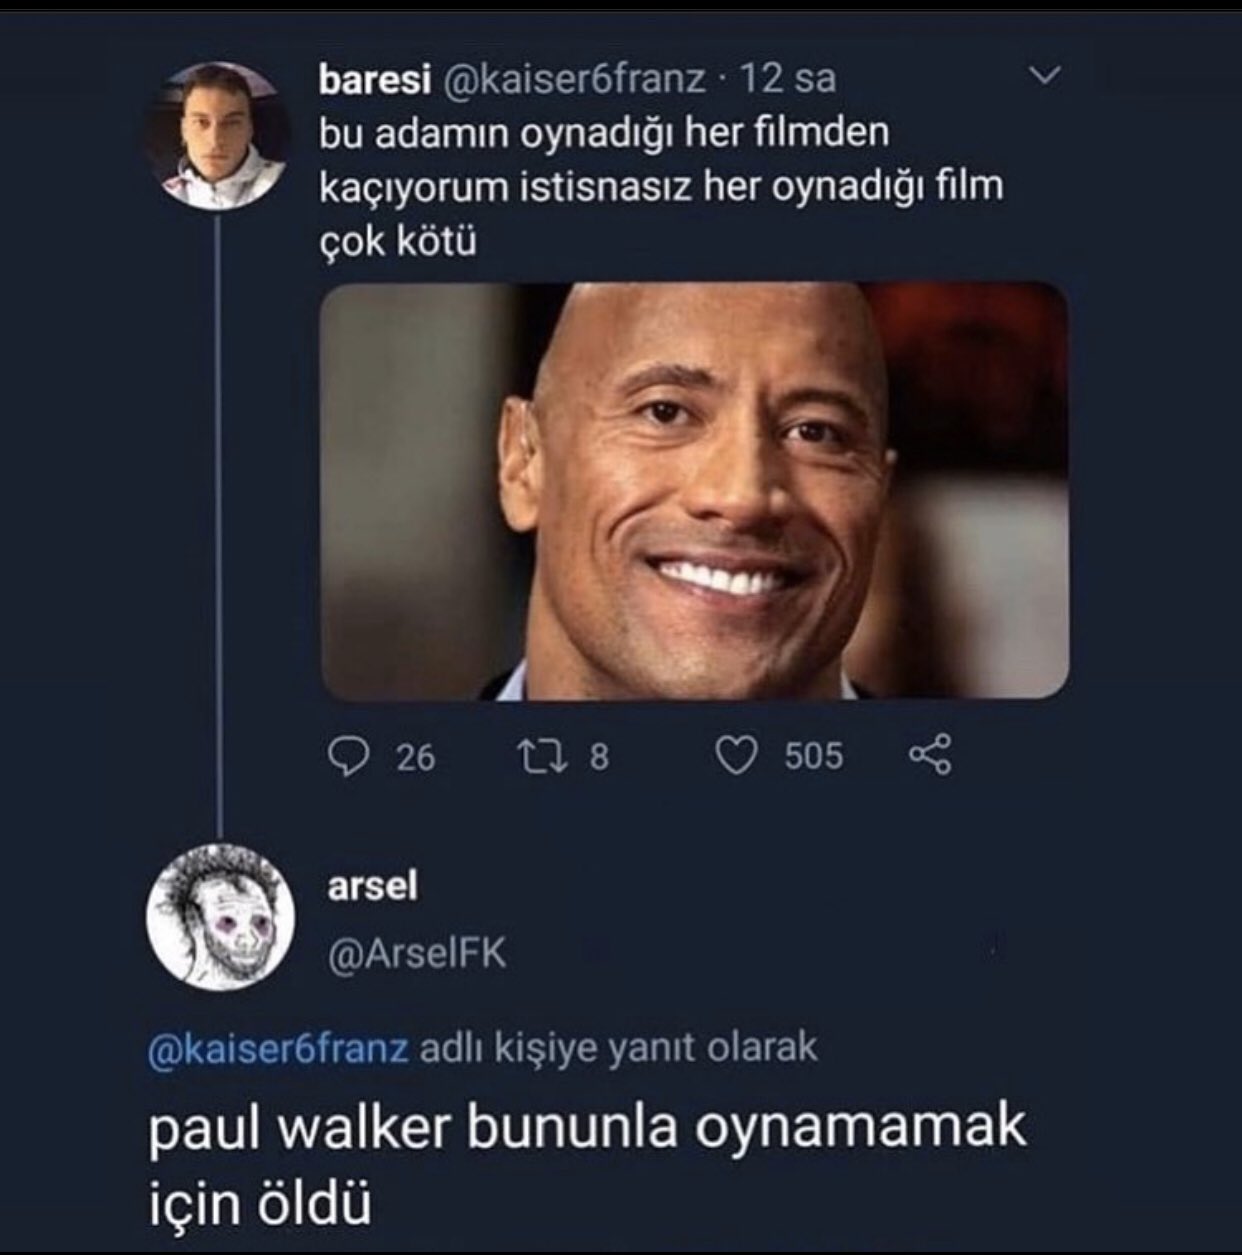 baresi @kaiser6franz · 12 sa
bu adamın oynadığı her filmden
kaçıyorum istisnasız her oynadığı film
çok kötü
26 8 505
arsel
@ArselFK
@kaiser6franz adlı kişiye yanıt olarak
paul walker bununla oynamamak
için öldü